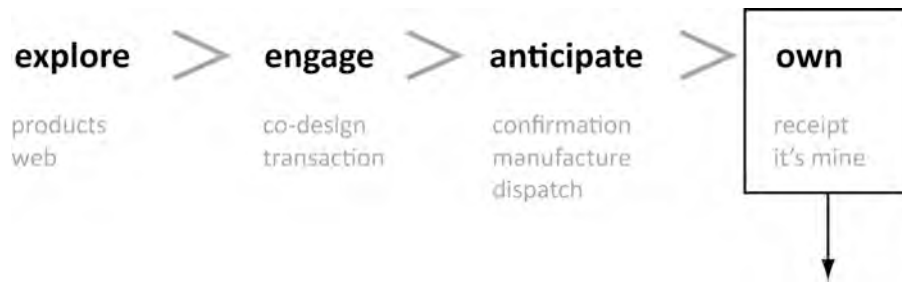 explore > engage > anticipate > own
products
web
co-design
transaction
confirmation
manufacture
dispatch
receipt
it's mine